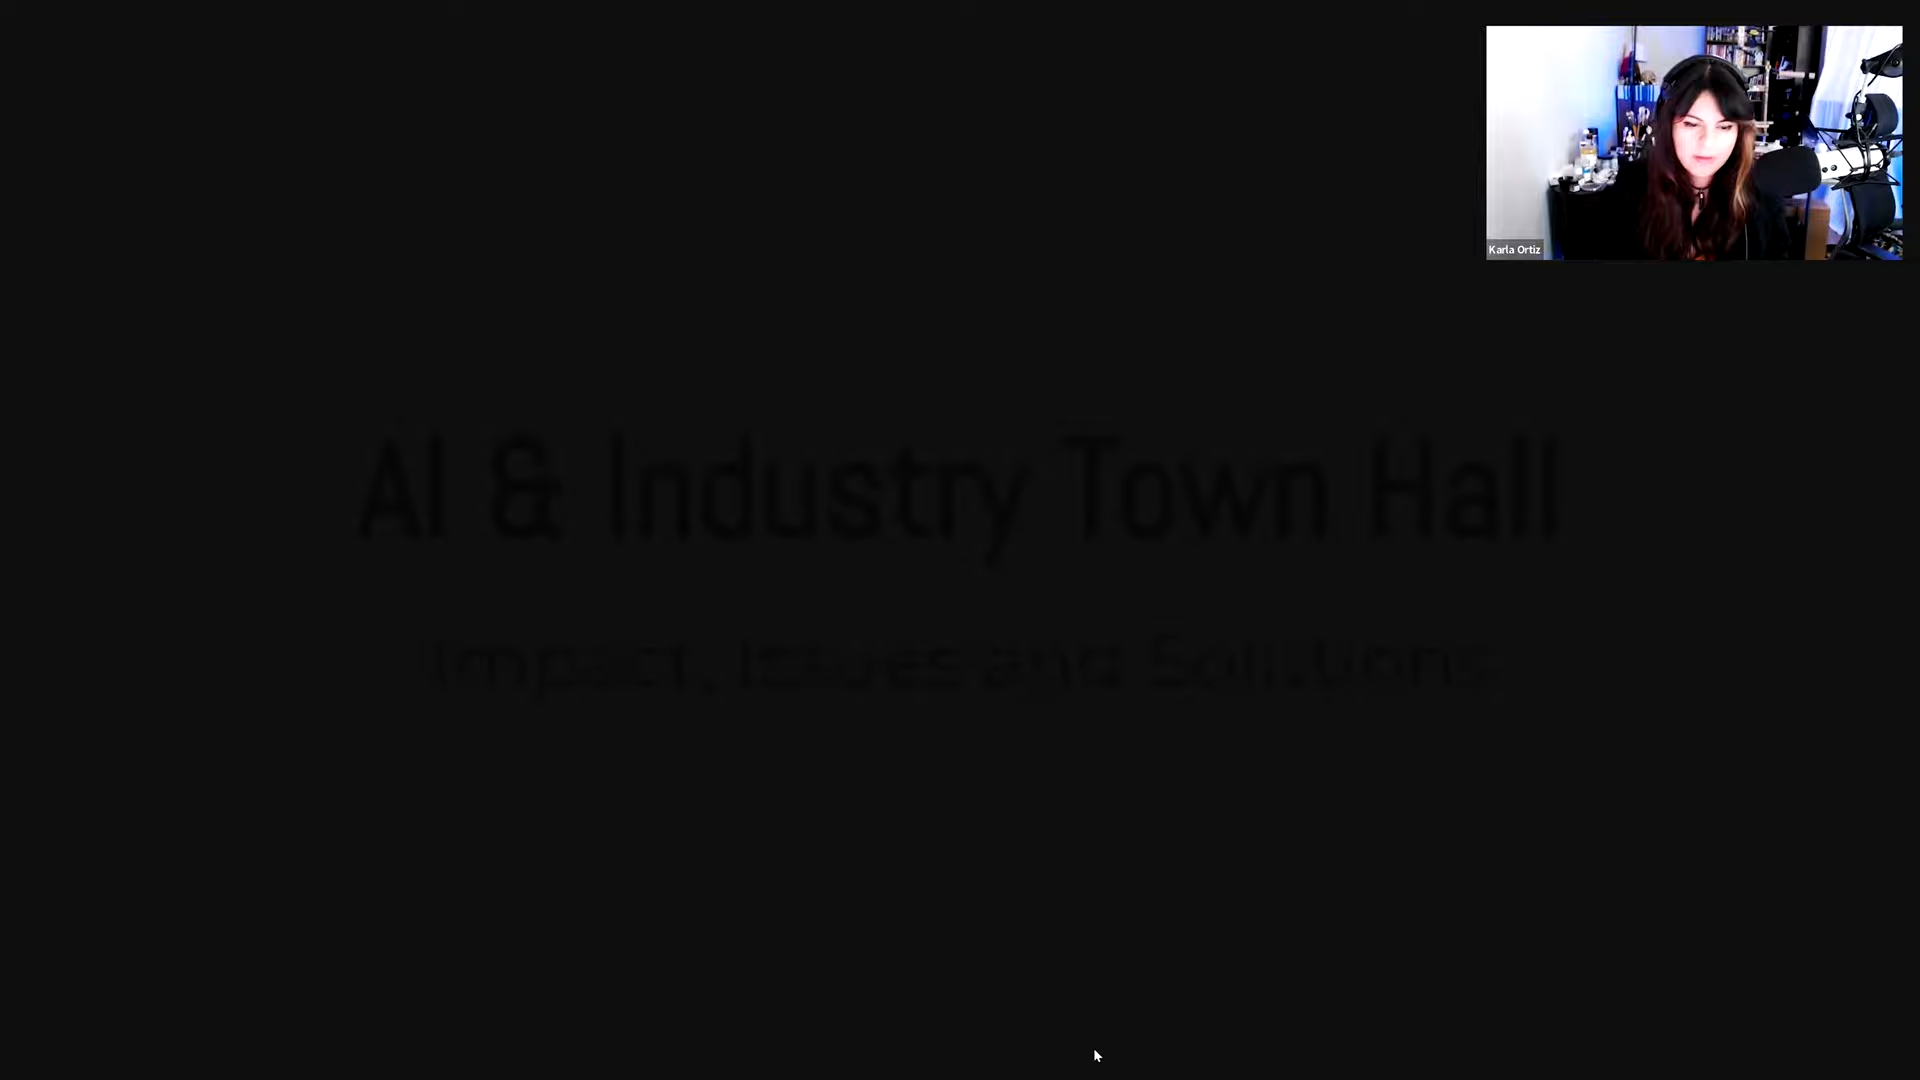 Karla Ortiz
AI & Industry Town Hall
Impact, Issues and Solutions